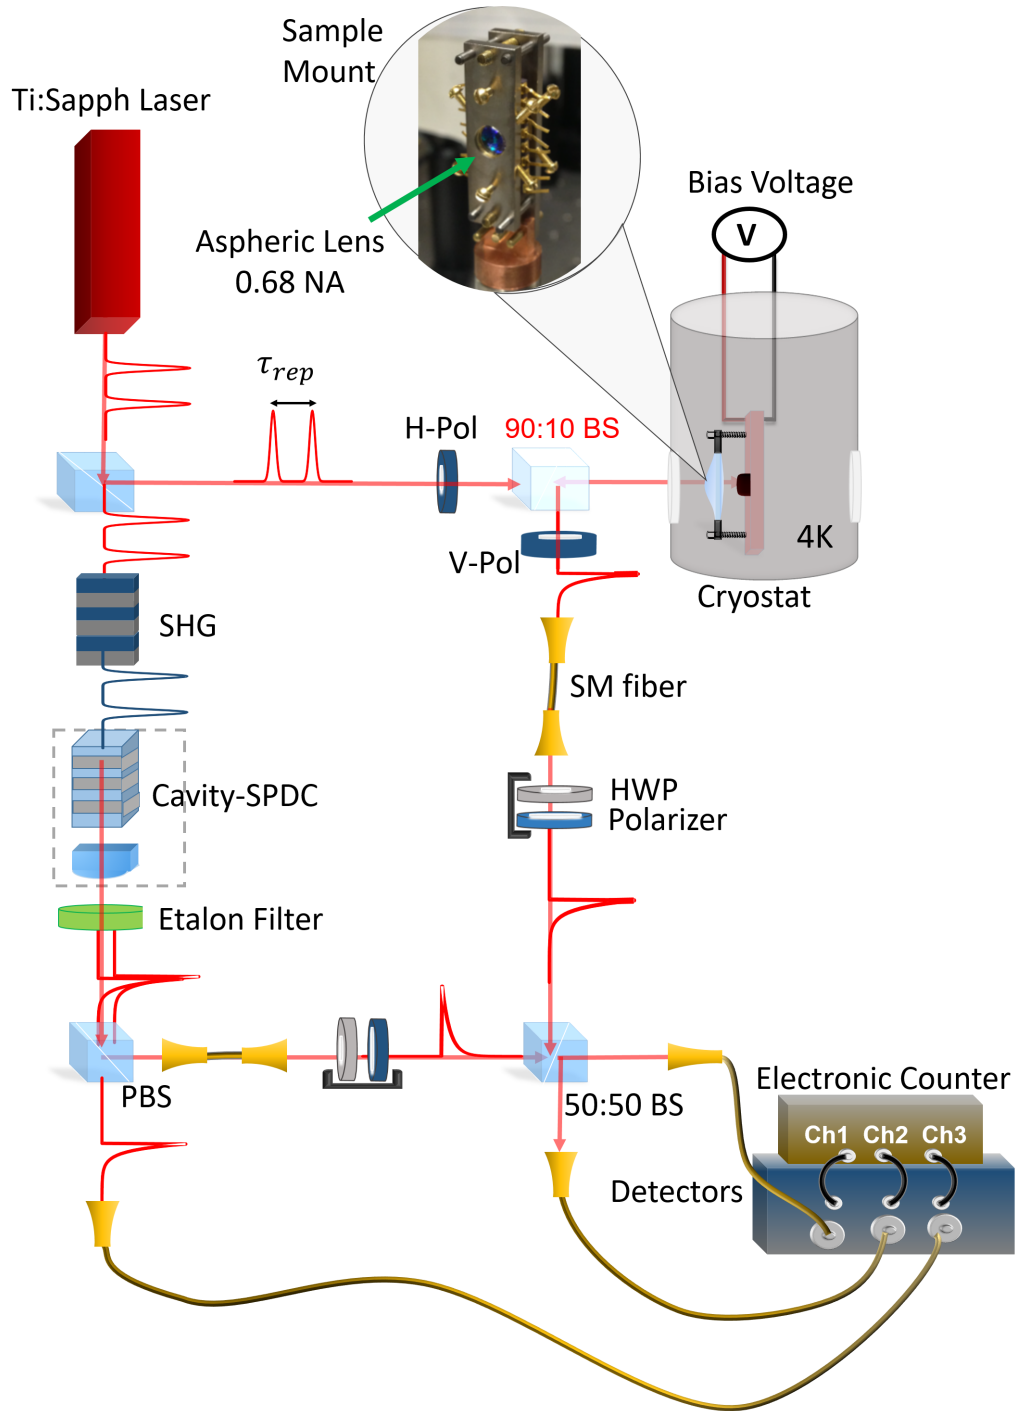 Sample
Mount
Ti:Sapph Laser
Bias Voltage
V
Aspheric Lens
0.68 NA
τrep
H-Pol
90:10 BS
V-Pol
4K
Cryostat
SHG
SM fiber
Cavity-SPDC
HWP
Polarizer
Etalon Filter
PBS
50:50 BS
Electronic Counter
Ch1 Ch2 Ch3
Detectors